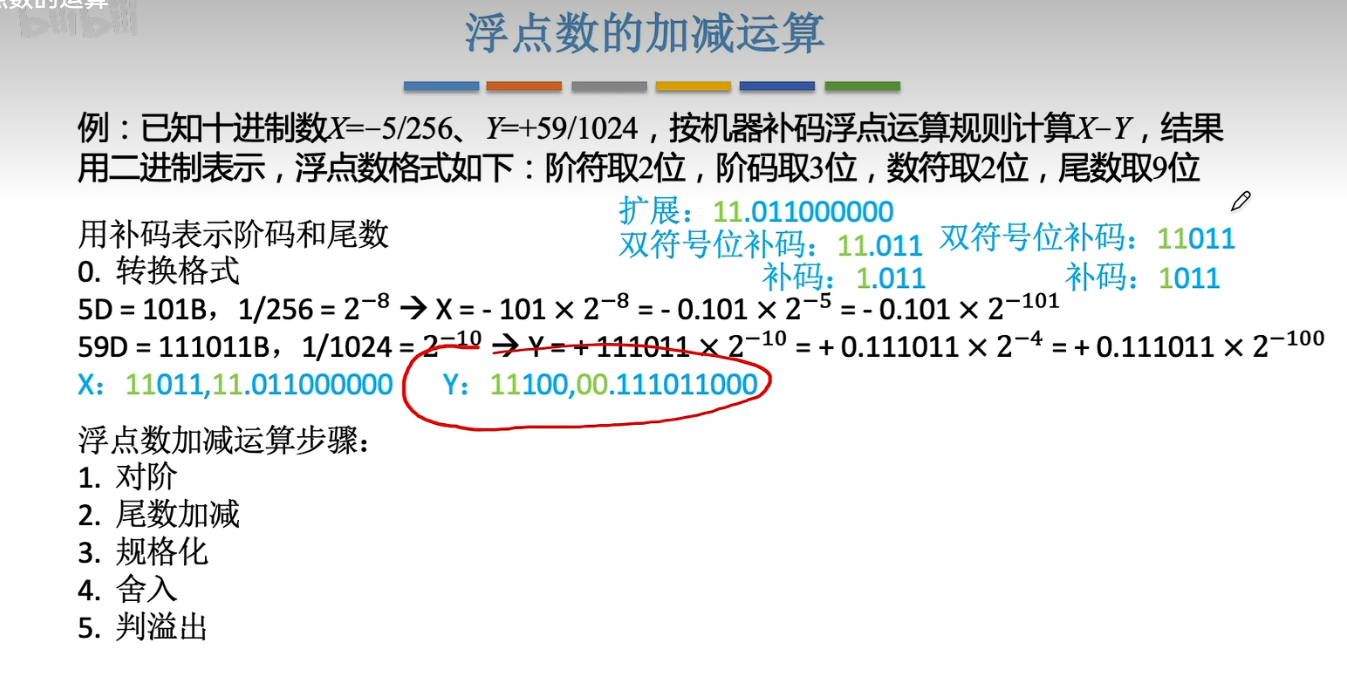 点数的运算
bilibili
浮点数的加减运算
例：已知十进制数X=−5/256、Y=+59/1024，按机器补码浮点运算规则计算X−Y，结果
用二进制表示，浮点数格式如下：阶符取2位，阶码取3位，数符取2位，尾数取9位
扩展：11.011000000
用补码表示阶码和尾数
双符号位补码：11.011 双符号位补码：11011
0. 转换格式
补码：1.011 补码：1011
5D = 101B，1/256 = 2⁻⁸ → X = - 101 × 2⁻⁸ = - 0.101 × 2⁻⁵ = - 0.101 × 2⁻¹⁰¹
59D = 111011B，1/1024 = 2⁻¹⁰ → Y = + 111011 × 2⁻¹⁰ = + 0.111011 × 2⁻⁴ = + 0.111011 × 2⁻¹⁰⁰
X：11011,11.011000000 Y：11100,00.111011000
浮点数加减运算步骤：
1. 对阶
2. 尾数加减
3. 规格化
4. 舍入
5. 判溢出